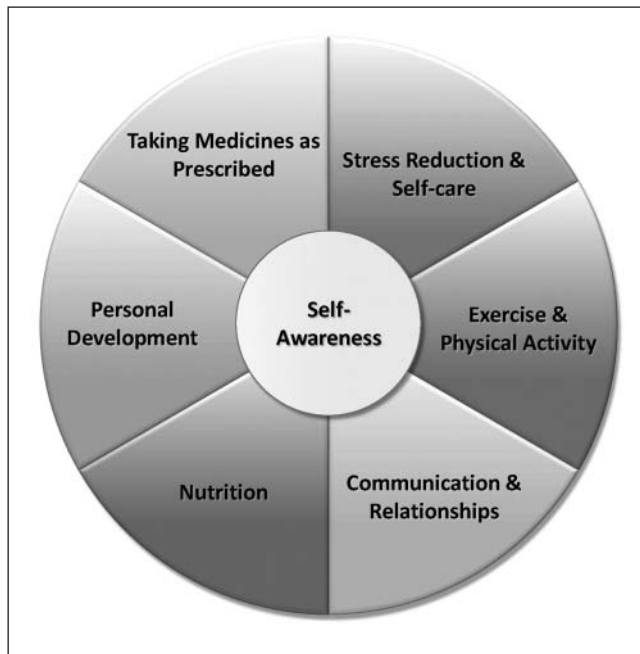 Taking Medicines as
Prescribed
Stress Reduction &
Self-care
Personal
Development
Self-
Awareness
Exercise &
Physical Activity
Nutrition
Communication &
Relationships